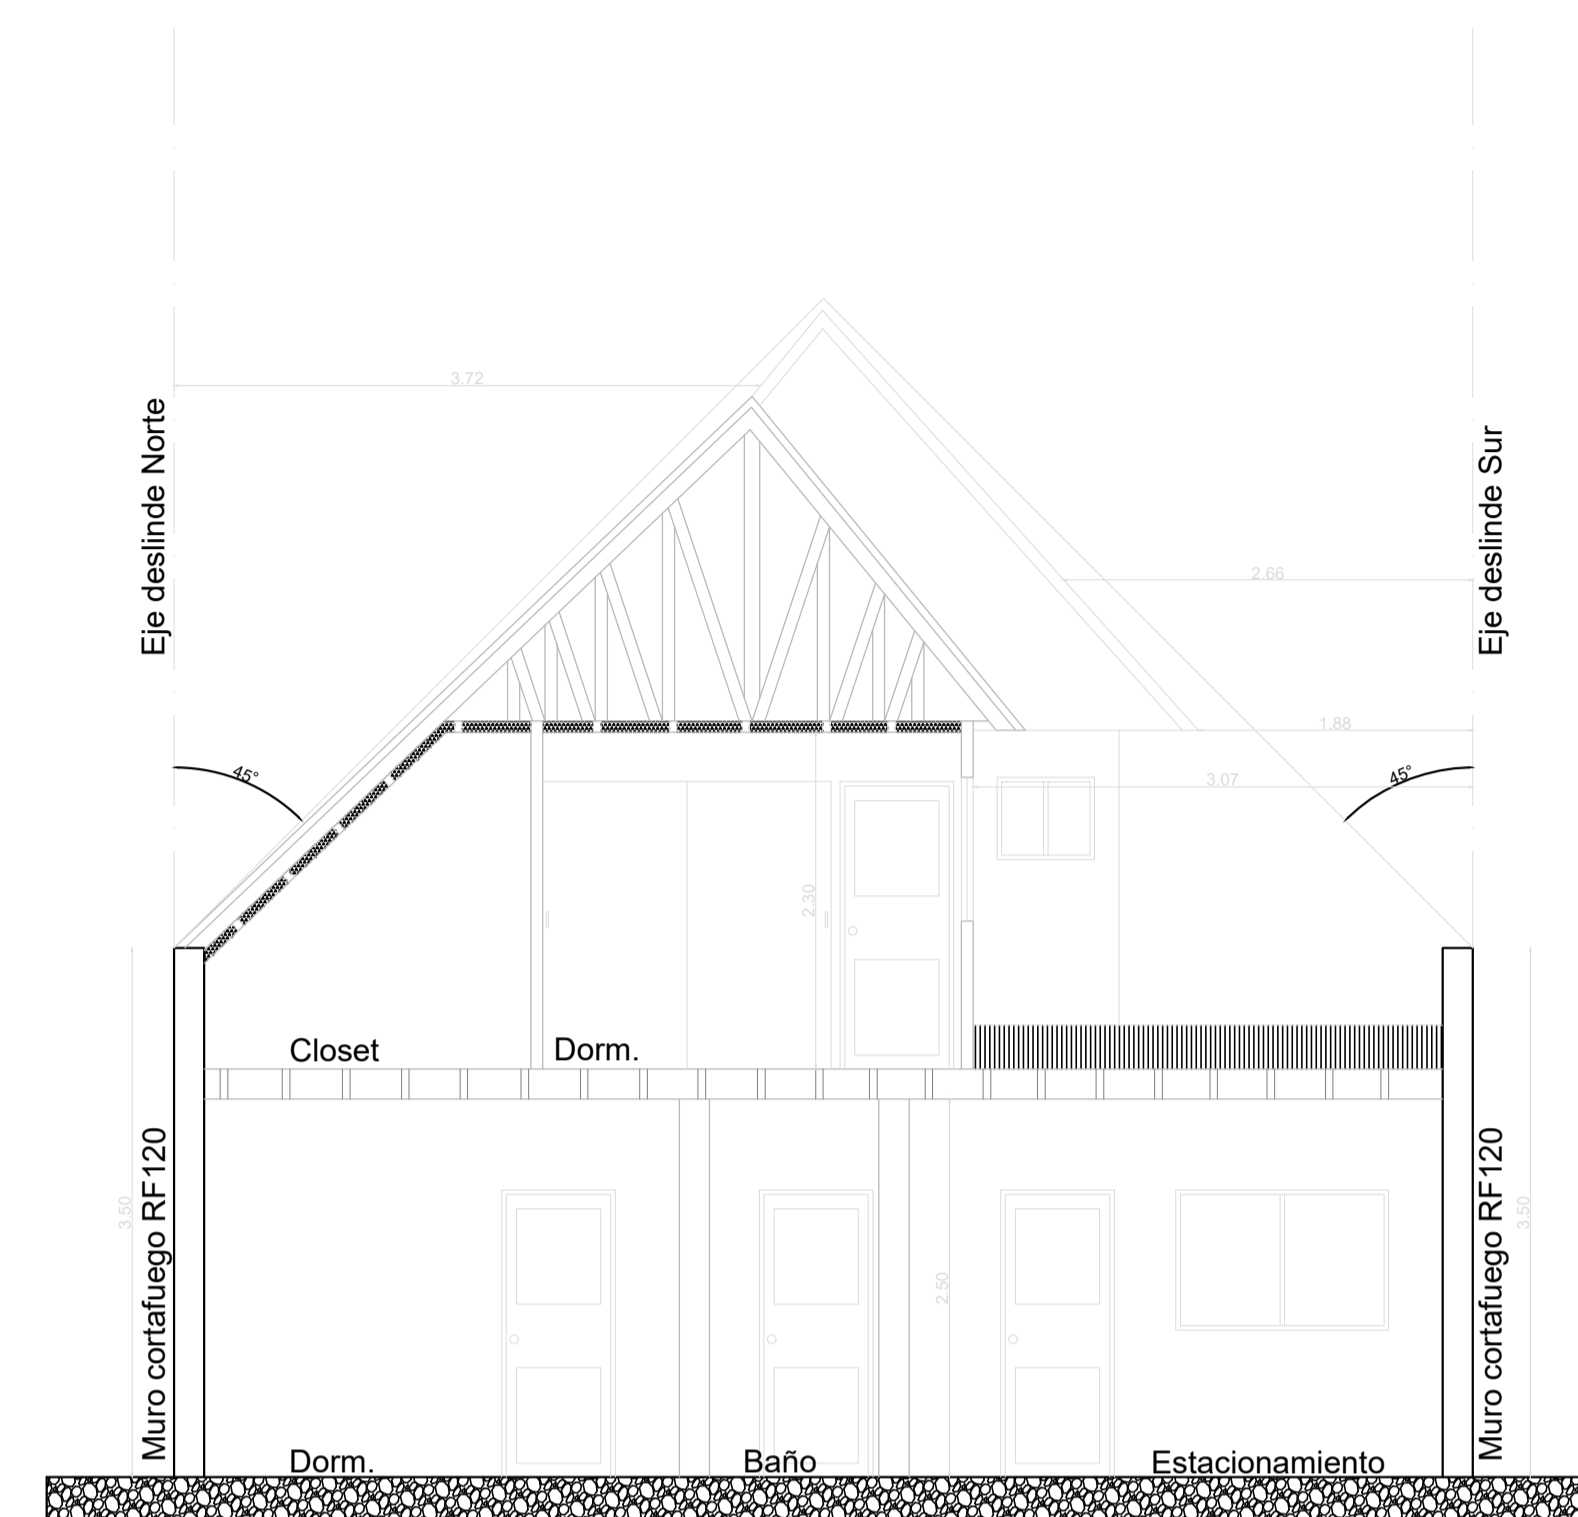 3.72
Eje deslinde Norte
Eje deslinde Sur
2.66
1.88
45°
45°
3.07
2.30
Closet
Dorm.
Muro cortafuego RF120
3.50
2.50
3.50
Muro cortafuego RF120
Dorm.
Baño
Estacionamiento